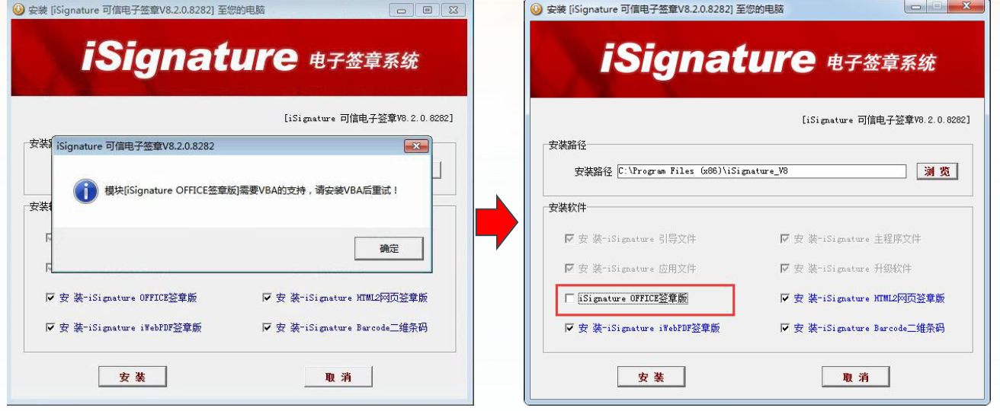 安装 [iSignature 可信电子签章V8.2.0.8282] 至您的电脑
iSignature 电子签章系统
[iSignature 可信电子签章V8.2.0.8282]
安装
iSignature 可信电子签章V8.2.0.8282
模块[iSignature OFFICE签章版]需要VBA的支持，请安装VBA后重试！
确定
安装
安 装-iSignature OFFICE签章版
安 装-iSignature HTML2网页签章版
安 装-iSignature iWebPDF签章版
安 装-iSignature Barcode二维条码
安 装
取 消
安装 [iSignature 可信电子签章V8.2.0.8282] 至您的电脑
iSignature 电子签章系统
[iSignature 可信电子签章V8.2.0.8282]
安装路径
安装路径 C:\Program Files (x86)\iSignature_V8
浏 览
安装软件
安 装-iSignature 引导文件
安 装-iSignature 主程序文件
安 装-iSignature 应用文件
安 装-iSignature 升级软件
iSignature OFFICE签章版
安 装-iSignature HTML2网页签章版
安 装-iSignature iWebPDF签章版
安 装-iSignature Barcode二维条码
安 装
取 消